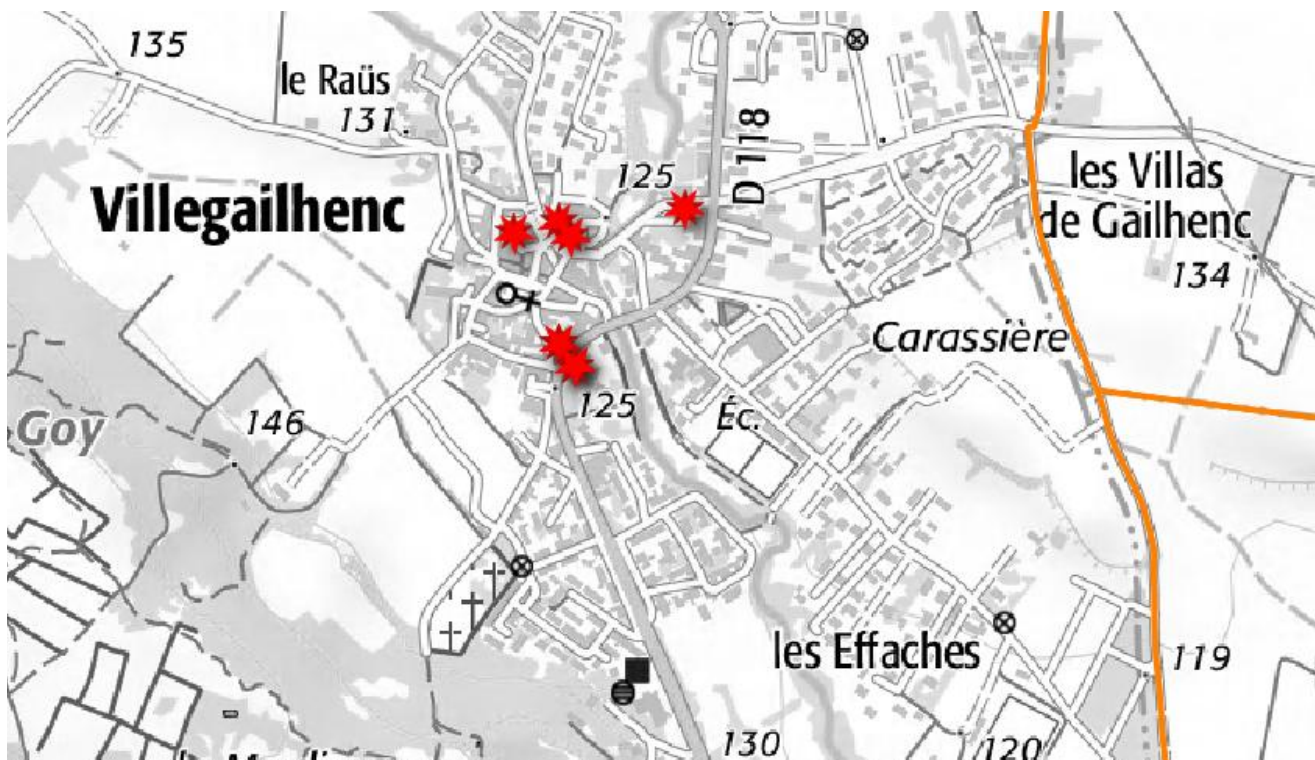 135
le Raüs
131
Villegailhenc
125
D 118
les Villas
de Gailhenc
134
Carassière
125
Éc.
146
Goy
les Effaches
119
130
120